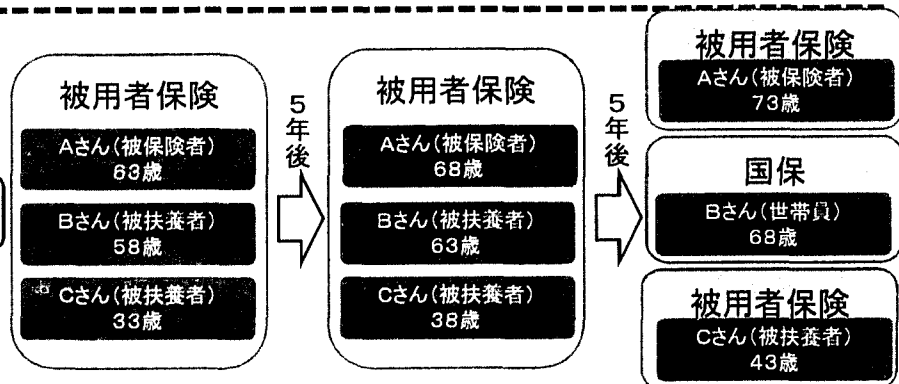 被用者保険
Aさん(被保険者)
63歳
Bさん(被扶養者)
58歳
Cさん(被扶養者)
33歳
5年後
被用者保険
Aさん(被保険者)
68歳
Bさん(被扶養者)
63歳
Cさん(被扶養者)
38歳
5年後
被用者保険
Aさん(被保険者)
73歳
国保
Bさん(世帯員)
68歳
被用者保険
Cさん(被扶養者)
43歳